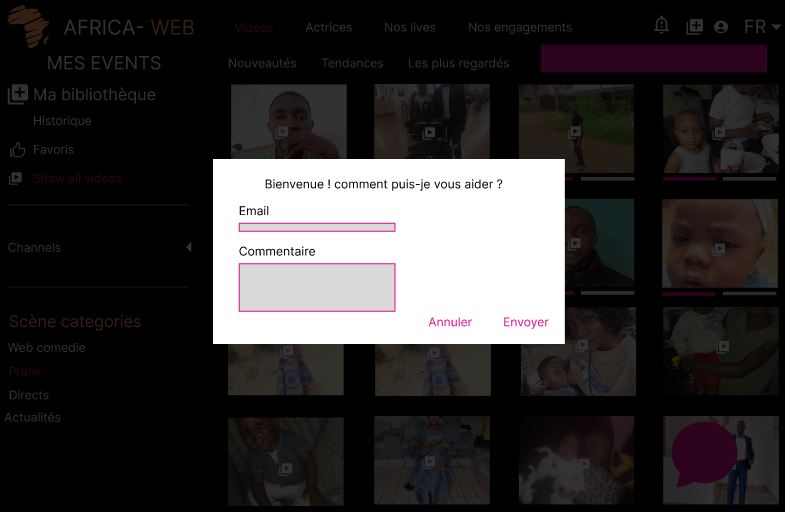 AFRICA- WEB
Videos
Actrices
Nos lives
Nos engagements
FR
MES EVENTS
Nouveautés
Tendances
Les plus regardés
Ma bibliothèque
Historique
Favoris
Show all videos
Channels
Scène categories
Web comedie
Prank
Directs
Actualités
Bienvenue ! comment puis-je vous aider ?
Email
Commentaire
Annuler
Envoyer